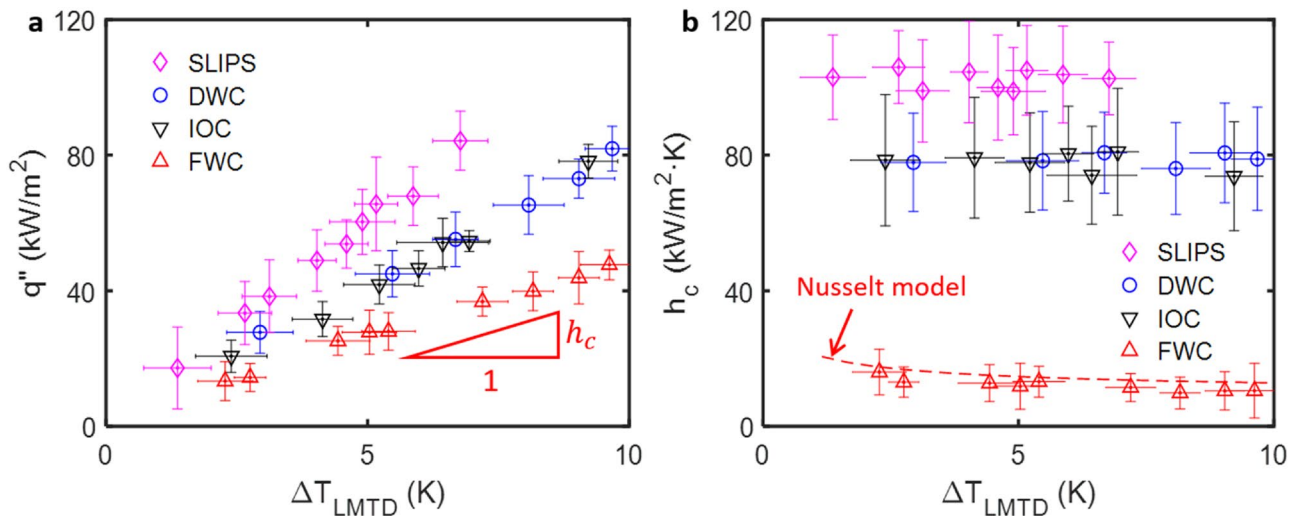 a
120
80
40
0
q" (kW/m²)
SLIPS
DWC
IOC
FWC
h_c
1
0
5
10
ΔT_LMTD (K)
b
120
80
40
0
h_c (kW/m²·K)
SLIPS
DWC
IOC
FWC
Nusselt model
0
5
10
ΔT_LMTD (K)